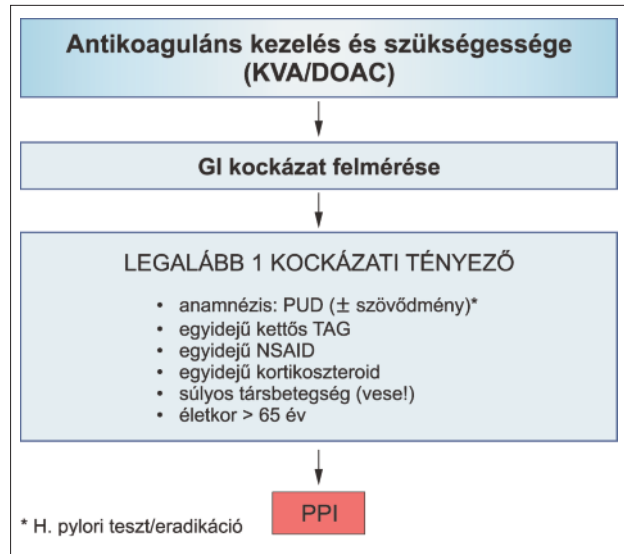 Antikoaguláns kezelés és szükségessége
(KVA/DOAC)
GI kockázat felmérése
LEGALÁBB 1 KOCKÁZATI TÉNYEZŐ
• anamnézis: PUD (± szövődmény)*
• egyidejű kettős TAG
• egyidejű NSAID
• egyidejű kortikoszteroid
• súlyos társbetegség (vese!)
• életkor > 65 év
PPI
* H. pylori teszt/eradikáció